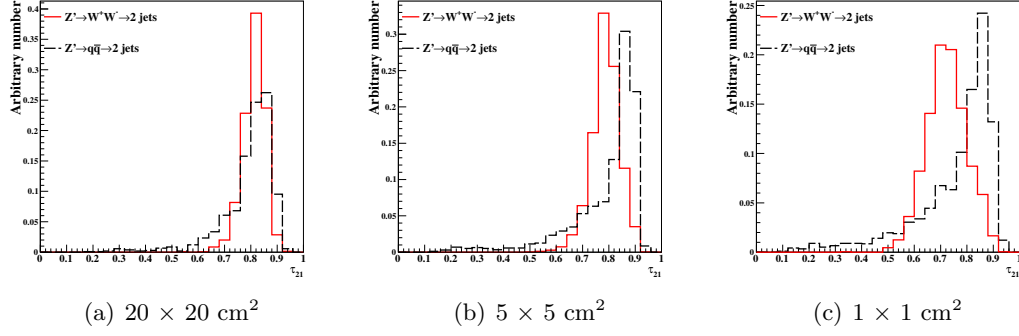 Arbitrary number
0.4
0.35
0.3
0.25
0.2
0.15
0.1
0.05
0
Z'→W⁺W⁻→2 jets
Z'→qq̅→2 jets
0 0.1 0.2 0.3 0.4 0.5 0.6 0.7 0.8 0.9 1
τ₂₁
(a) 20 × 20 cm²
Arbitrary number
0.3
0.25
0.2
0.15
0.1
0.05
0
Z'→W⁺W⁻→2 jets
Z'→qq̅→2 jets
0 0.1 0.2 0.3 0.4 0.5 0.6 0.7 0.8 0.9 1
τ₂₁
(b) 5 × 5 cm²
Arbitrary number
0.25
0.2
0.15
0.1
0.05
0
Z'→W⁺W⁻→2 jets
Z'→qq̅→2 jets
0 0.1 0.2 0.3 0.4 0.5 0.6 0.7 0.8 0.9 1
τ₂₁
(c) 1 × 1 cm²